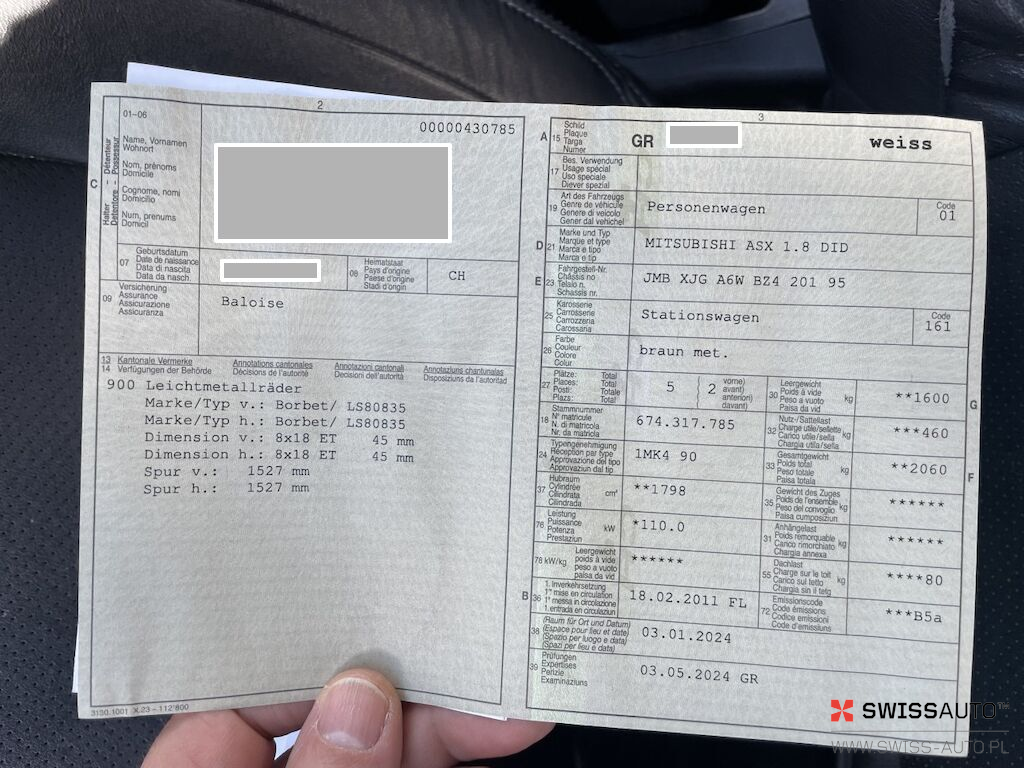 2
00000430785
01–06
Name, Vornamen
Wohnort
Nom, prénoms
Domicile
Cognome, nomi
Domicilio
Num, prenums
Domicil
C
Halter – Détenteur
Detentore – Possessur
07
Geburtsdatum
Date de naissance
Data di nascita
Data da nasch.
08
Heimatstaat
Pays d'origine
Paese d'origine
Stadi d'origin
CH
09
Versicherung
Assurance
Assicurazione
Assicuranza
Baloise
13 Kantonale Vermerke Annotations cantonales Annotazioni cantonali Annotaziuns chantunalas
14 Verfügungen der Behörde Décisions de l'autorité Decisioni dell'autorità Disposiziuns da l'autoritad
900 Leichtmetallräder
Marke/Typ v.: Borbet/ LS80835
Marke/Typ h.: Borbet/ LS80835
Dimension v.: 8x18 ET 45 mm
Dimension h.: 8x18 ET 45 mm
Spur v.: 1527 mm
Spur h.: 1527 mm
3130.1001 X.23 – 112'800
3
A 15
Schild
Plaque
Targa
Numer
GR weiss
17
Bes. Verwendung
Usage spécial
Uso speciale
Diever spezial
19
Art des Fahrzeugs
Genre de véhicule
Genere di veicolo
Gener dal vehichel
Personenwagen
Code
01
D 21
Marke und Typ
Marque et type
Marca e tipo
Marca e tip
MITSUBISHI ASX 1.8 DID
E 23
Fahrgestell-Nr.
Châssis no
Telaio n.
Schassis nr.
JMB XJG A6W BZ4 201 95
25
Karosserie
Carrosserie
Carrozzeria
Carossaria
Stationswagen
Code
161
26
Farbe
Couleur
Colore
Colur
braun met.
27
Plätze: Total
Places: Total
Posti: Totale
Plazs: Total
5 2
vorne)
avant)
anteriori)
davant)
30
Leergewicht
Poids à vide
Peso a vuoto
Paisa da vid
kg
**1600
G
18
Stammnummer
N° matricule
N. di matricola
Nr. da matricla
674.317.785
32
Nutz-/Sattellast
Charge utile/sellette
Carico utile/sella
Chargia utila/sella
kg
***460
24
Typengenehmigung
Réception par type
Approvazione del tipo
Approvaziun dal tip
1MK4 90
33
Gesamtgewicht
Poids total
Peso totale
Paisa totala
kg
**2060
F
37
Hubraum
Cylindrée
Cilindrata
Cilindrada
cm³
**1798
35
Gewicht des Zuges
Poids de l'ensemble
Peso del convoglio
Paisa cumposiziun
kg
******
76
Leistung
Puissance
Potenza
Prestaziun
kW
*110.0
31
Anhängelast
Poids remorquable
Carico rimorchiato
Chargia annexa
kg
******
78 kW/kg
Leergewicht
poids à vide
peso a vuoto
paisa da vid
******
55
Dachlast
Charge sur le toit
Carico sul tetto
Chargia sin il tetg
kg
****80
B 36
1. Inverkehrsetzung
1re mise en circulation
1a messa in circolazione
1. entrada en circulaziun
18.02.2011 FL
72
Emissionscode
Code émissions
Codice emissioni
Code d'emissiuns
***B5a
38
(Raum für Ort und Datum)
(Espace pour lieu et date)
(Spazio per luogo e data)
(Spazi per lieu e data)
03.01.2024
39
Prüfungen
Expertises
Perizie
Examinaziuns
03.05.2024 GR
SWISSAUTO™
WWW.SWISS-AUTO.PL